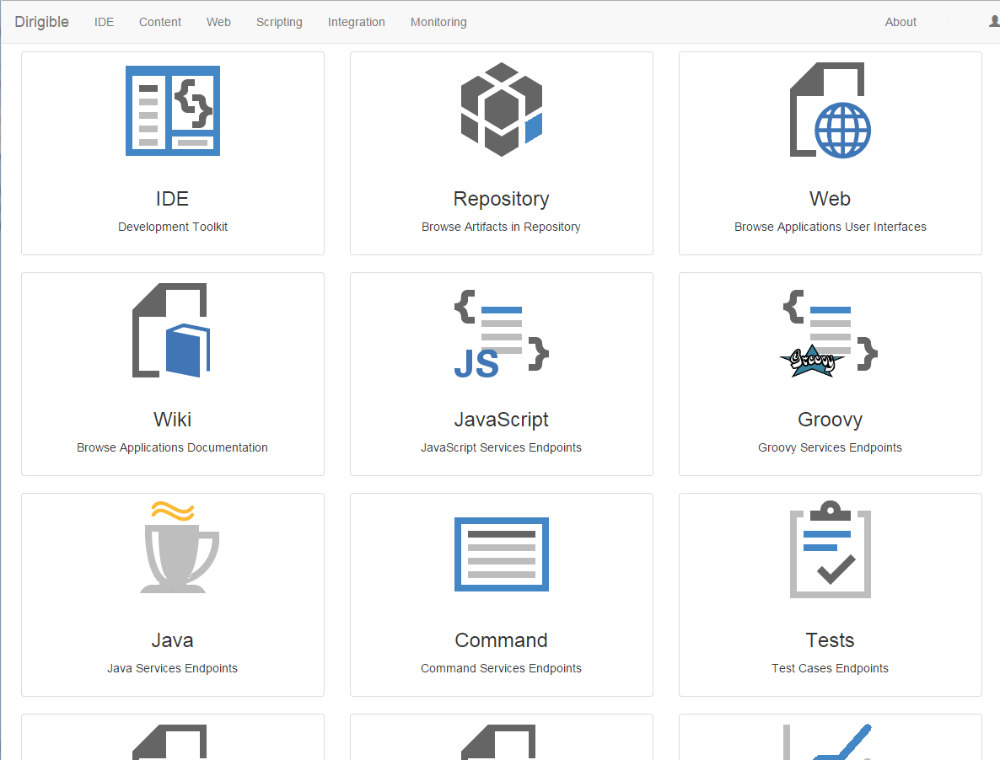 Dirigible IDE Content Web Scripting Integration Monitoring About
IDE Repository Web
Development Toolkit Browse Artifacts in Repository Browse Applications User Interfaces
{ }
JS
{ }
Groovy
Wiki JavaScript Groovy
Browse Applications Documentation JavaScript Services Endpoints Groovy Services Endpoints
Java Command Tests
Java Services Endpoints Command Services Endpoints Test Cases Endpoints